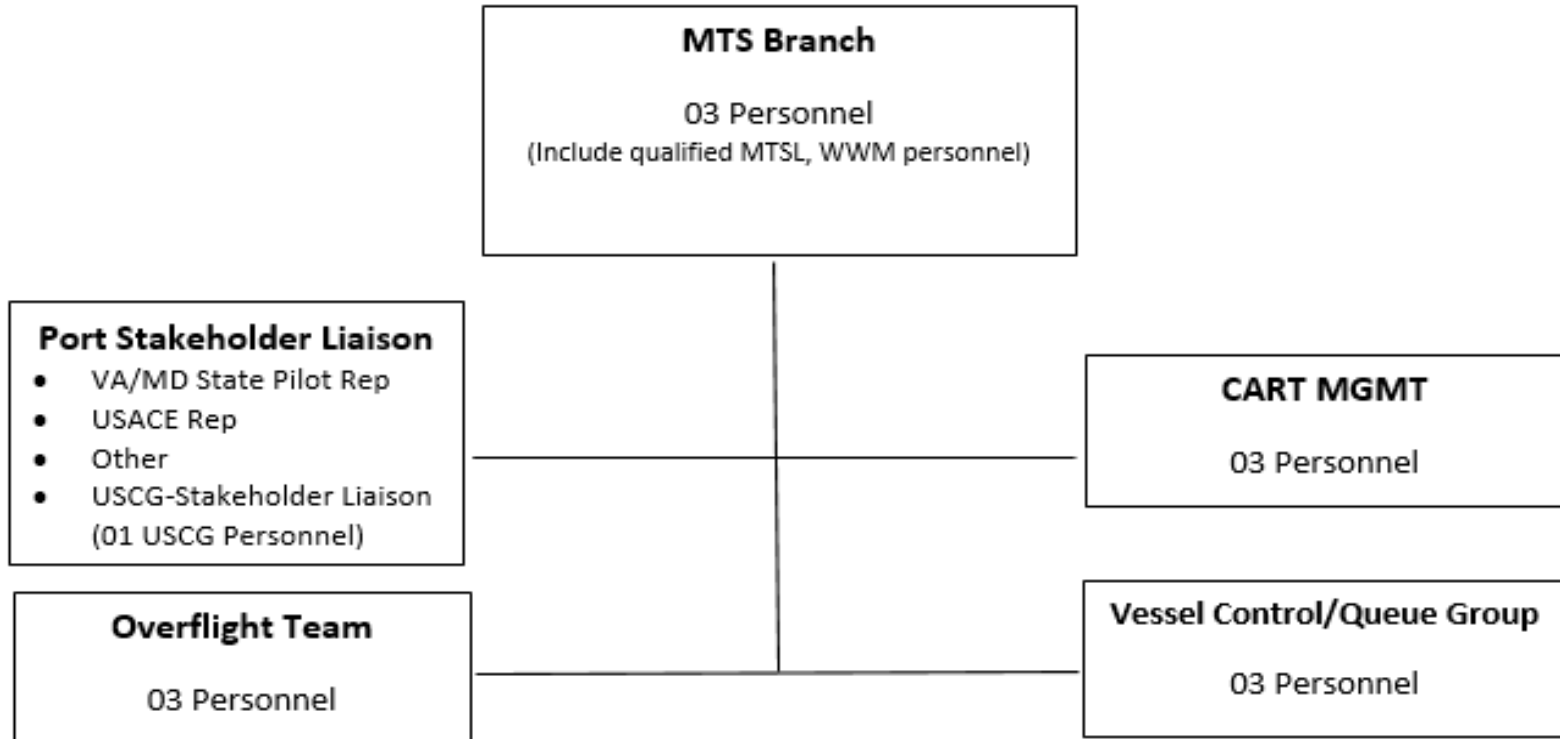 MTS Branch
03 Personnel
(Include qualified MTSL, WWM personnel)
Port Stakeholder Liaison
• VA/MD State Pilot Rep
• USACE Rep
• Other
• USCG-Stakeholder Liaison
(01 USCG Personnel)
CART MGMT
03 Personnel
Overflight Team
03 Personnel
Vessel Control/Queue Group
03 Personnel